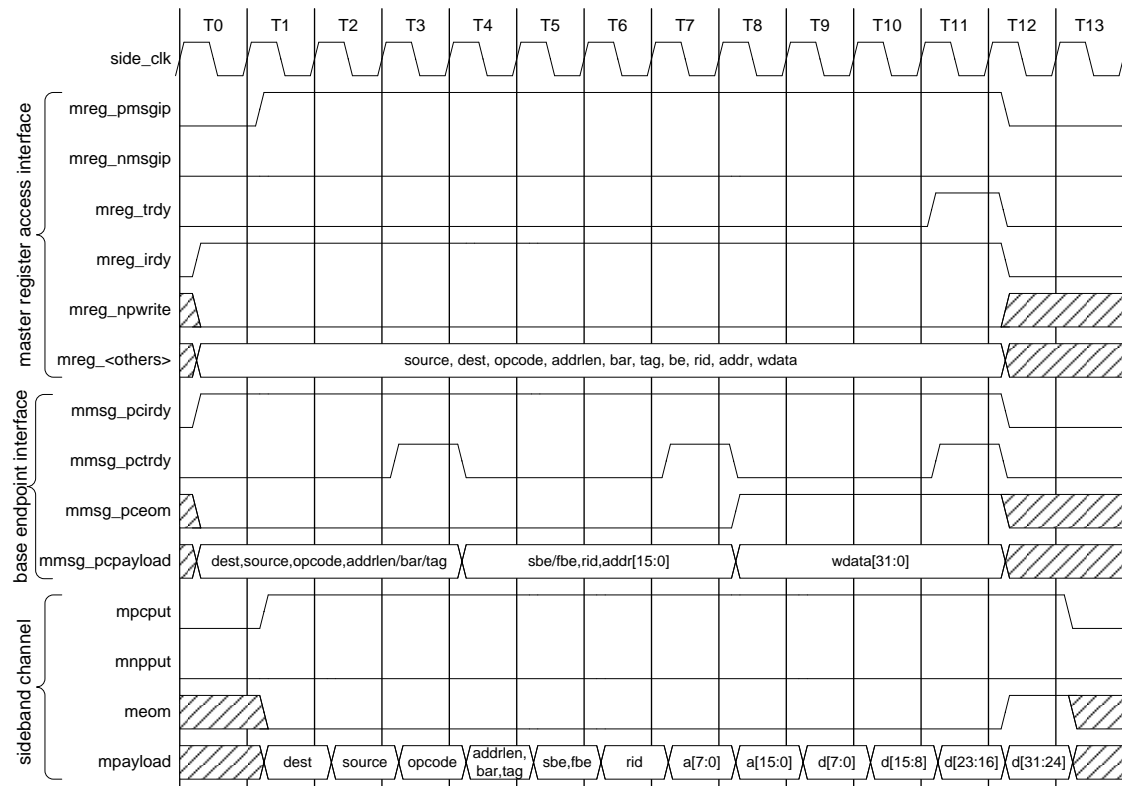 T0 T1 T2 T3 T4 T5 T6 T7 T8 T9 T10 T11 T12 T13
side_clk
master register access interface
mreg_pmsgip
mreg_nmsgip
mreg_trdy
mreg_irdy
mreg_npwrite
mreg_<others> source, dest, opcode, addrlen, bar, tag, be, rid, addr, wdata
base endpoint interface
mmsg_pcirdy
mmsg_pctrdy
mmsg_pceom
mmsg_pcpayload dest,source,opcode,addrlen/bar/tag sbe/fbe,rid,addr[15:0] wdata[31:0]
sideband channel
mpcput
mnpput
meom
mpayload dest source opcode addrlen, bar,tag sbe,fbe rid a[7:0] a[15:0] d[7:0] d[15:8] d[23:16] d[31:24]